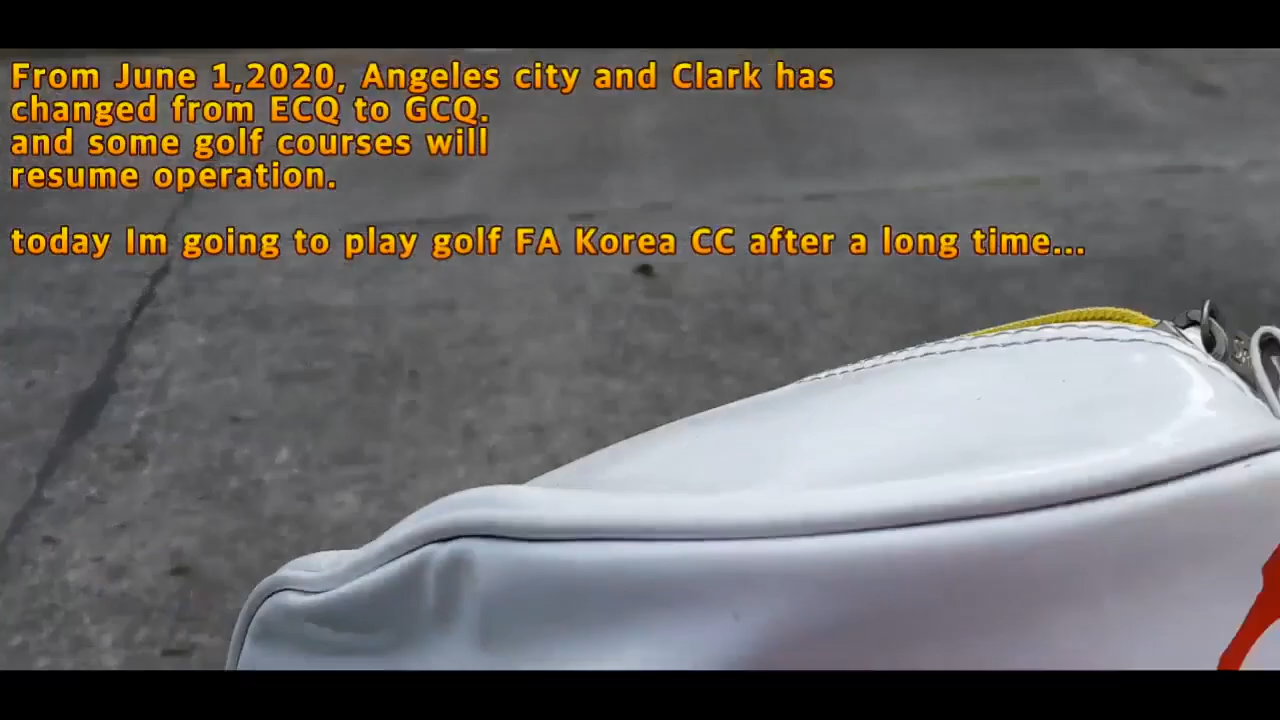 From June 1,2020, Angeles city and Clark has
changed from ECQ to GCQ.
and some golf courses will
resume operation.
today Im going to play golf FA Korea CC after a long time...